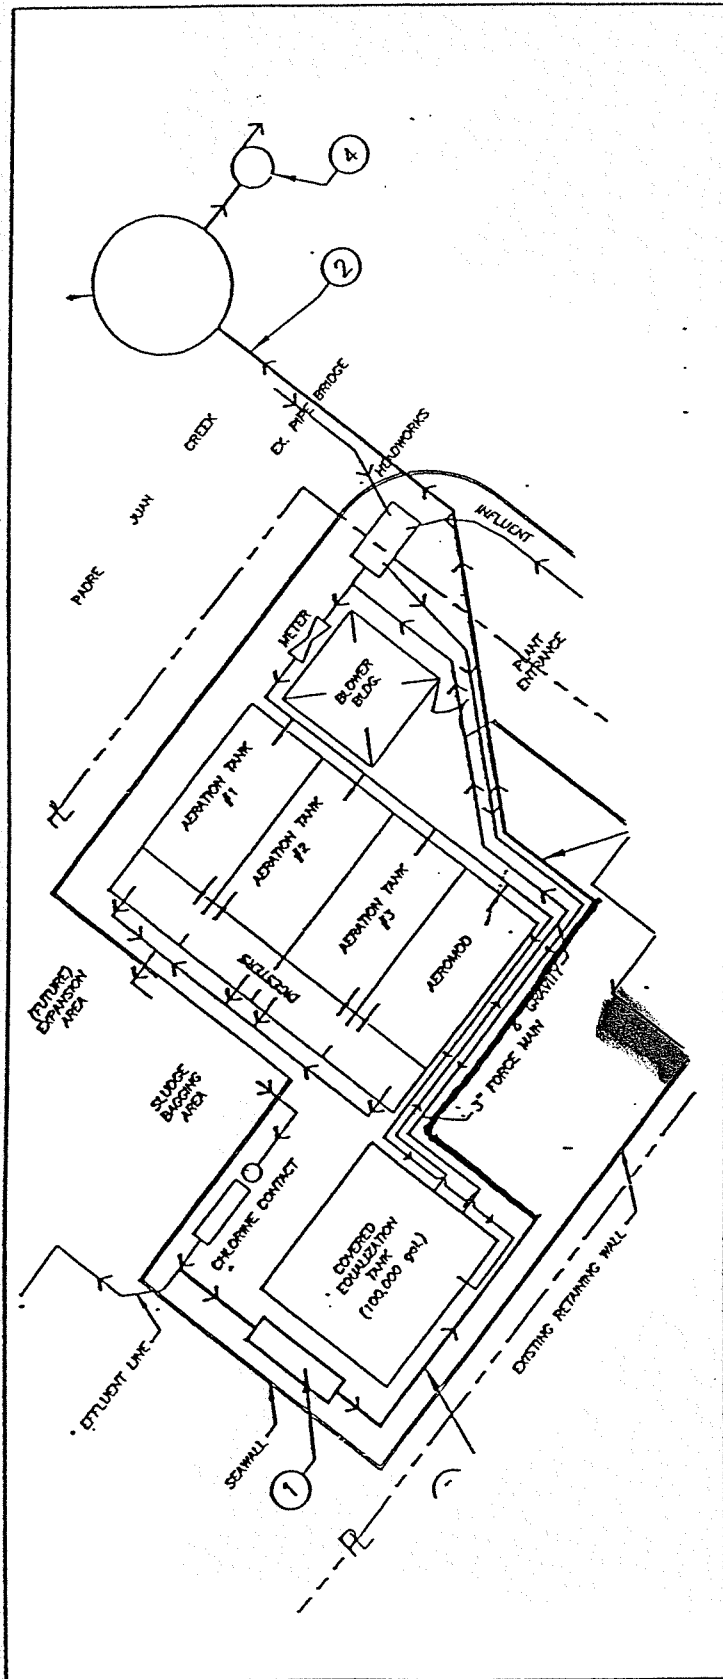 4
2
PADRE JUAN CREEK
EX. PIPE BRIDGE
HEADWORKS
INFLUENT
1
METER
BLOWER
BLDG.
PLANT
ENTRANCE
PL
AERATION TANK
#1
AERATION TANK
#2
AERATION TANK
#3
AEROMOD
DIGESTERS
(FUTURE)
EXPANSION
AREA
SLUDGE
BAGGING
AREA
GRAVITY
3" FORCE MAIN
CHLORINE CONTACT
COVERED
EQUALIZATION
TANK
(100,000 gal.)
EFFLUENT LINE
SEAWALL
EXISTING RETAINING WALL
1
PL